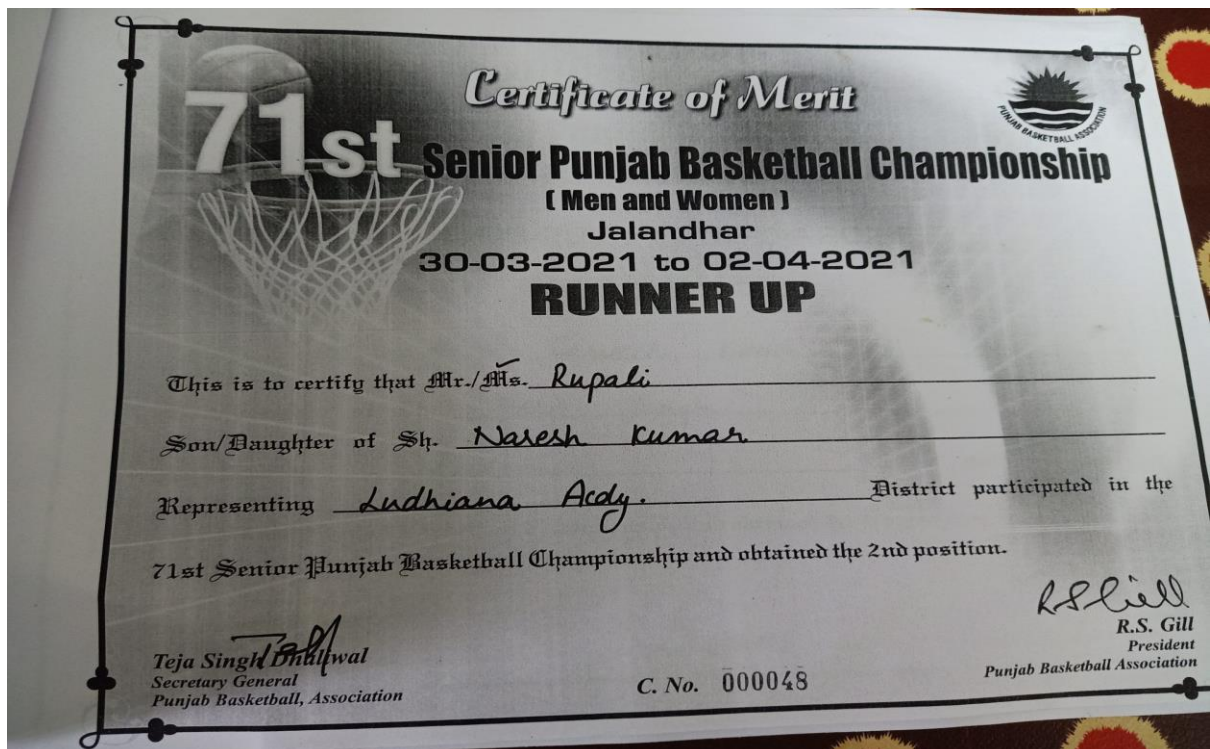 Certificate of Merit
PUNJAB BASKETBALL ASSOCIATION
71st Senior Punjab Basketball Championship
( Men and Women )
Jalandhar
30-03-2021 to 02-04-2021
RUNNER UP
This is to certify that Mr./Ms. Rupali
Son/Daughter of Sh. Naresh Kumar
Representing Ludhiana Acdy. District participated in the
71st Senior Punjab Basketball Championship and obtained the 2nd position.
RS Gill
R.S. Gill
President
Punjab Basketball Association
Teja Singh Dhaliwal
Secretary General
Punjab Basketball, Association
C. No. 000048